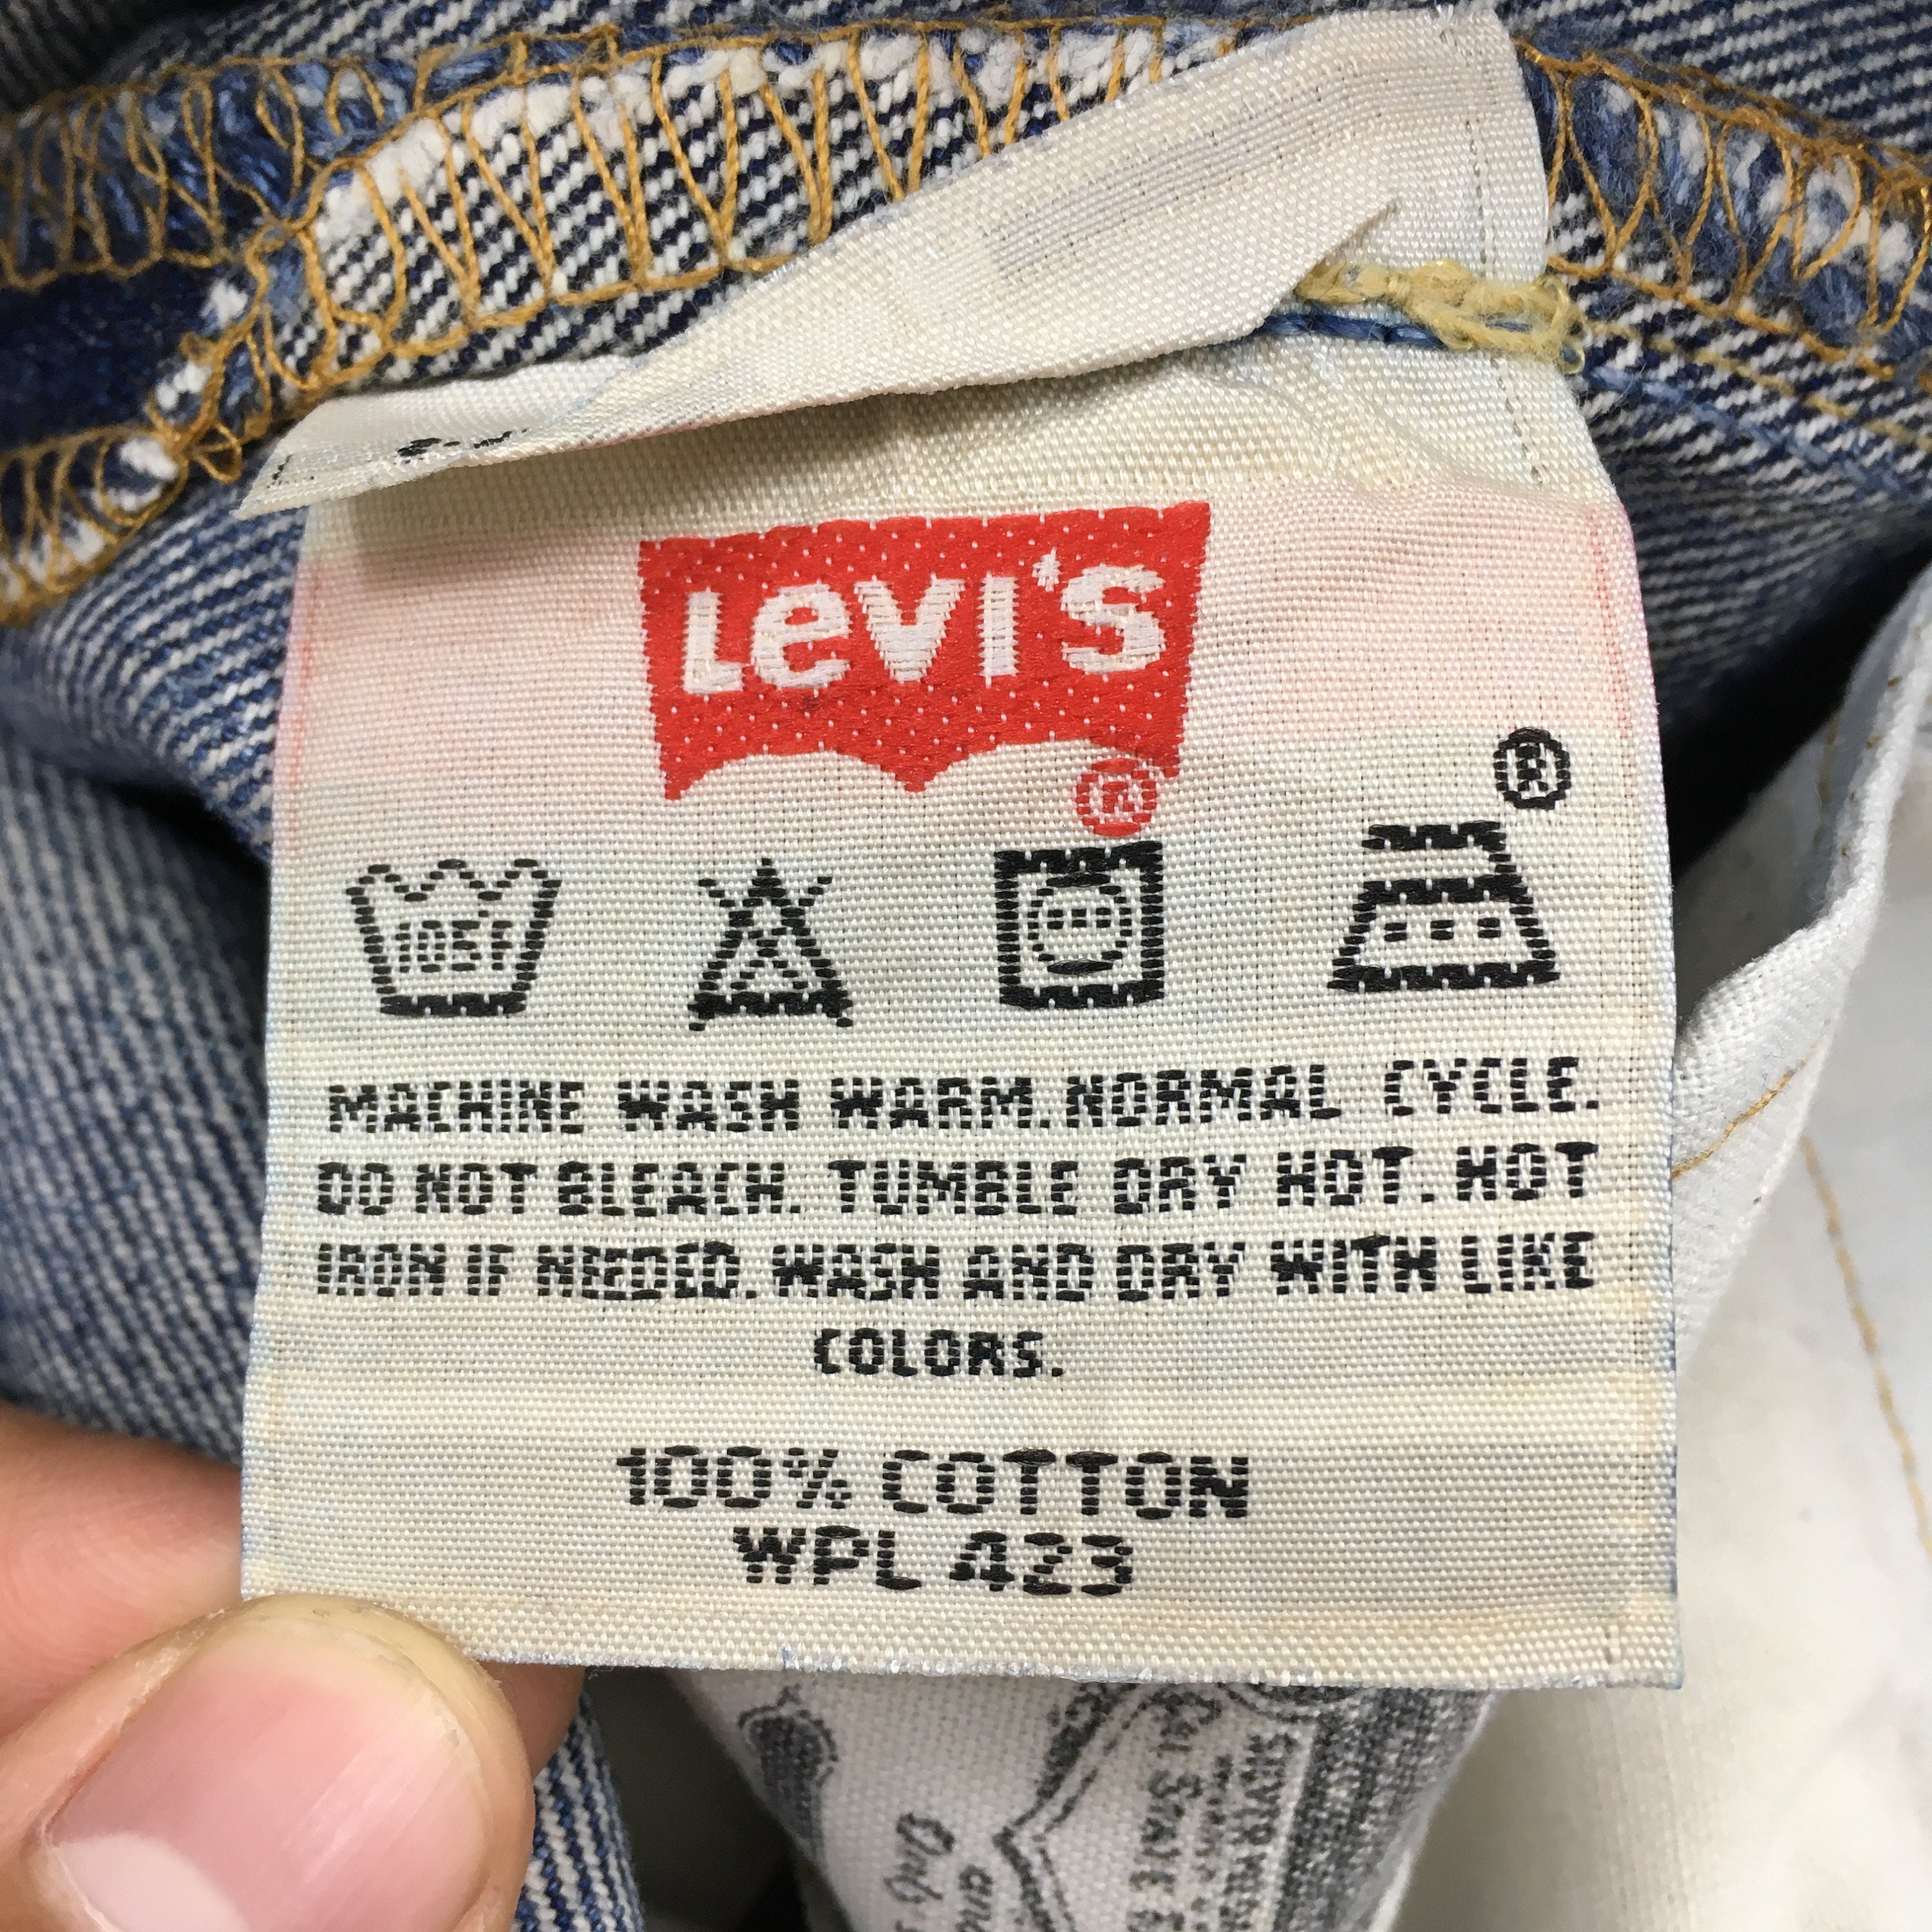 Levi's
®
®
105F
MACHINE WASH WARM. NORMAL CYCLE.
DO NOT BLEACH. TUMBLE DRY HOT. HOT
IRON IF NEEDED. WASH AND DRY WITH LIKE
COLORS.
100% COTTON
WPL 423